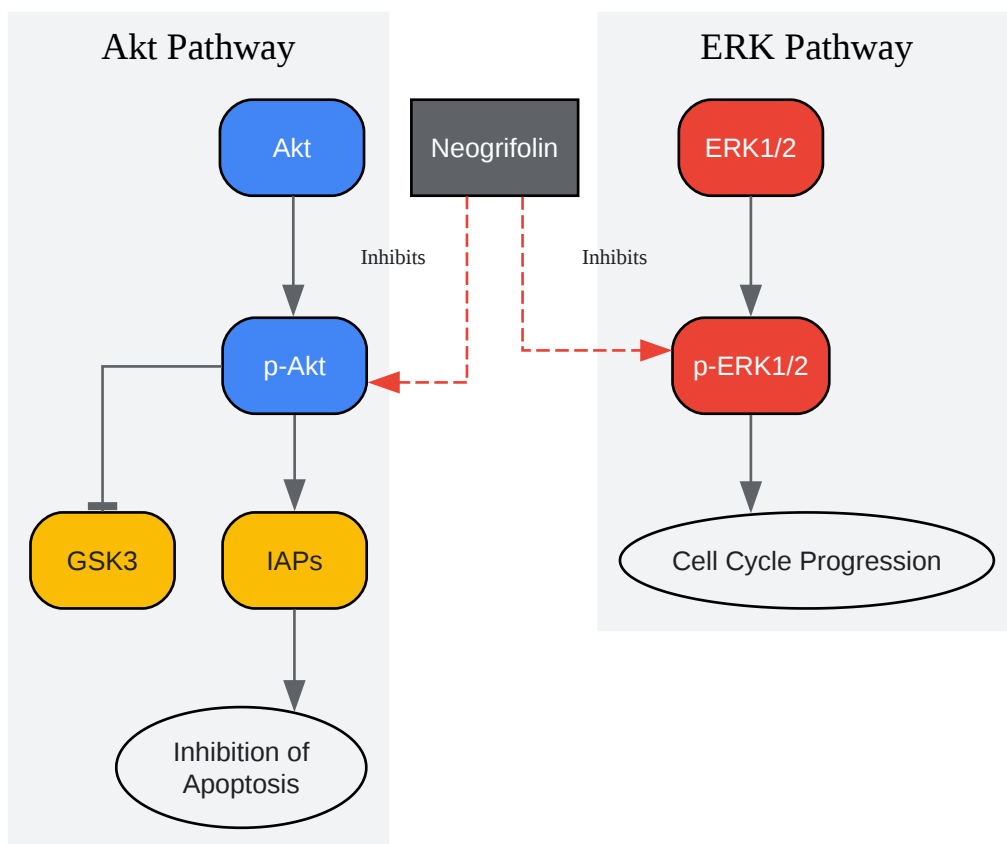 Akt Pathway
ERK Pathway
Akt
Neogrifolin
ERK1/2
Inhibits
Inhibits
p-Akt
p-ERK1/2
GSK3
IAPs
Cell Cycle Progression
Inhibition of
Apoptosis